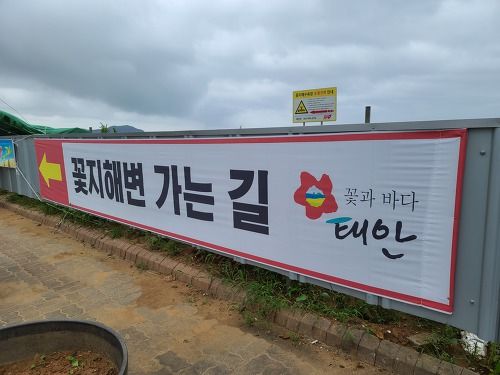 꽃지해변 가는 길
꽃과 바다
태안